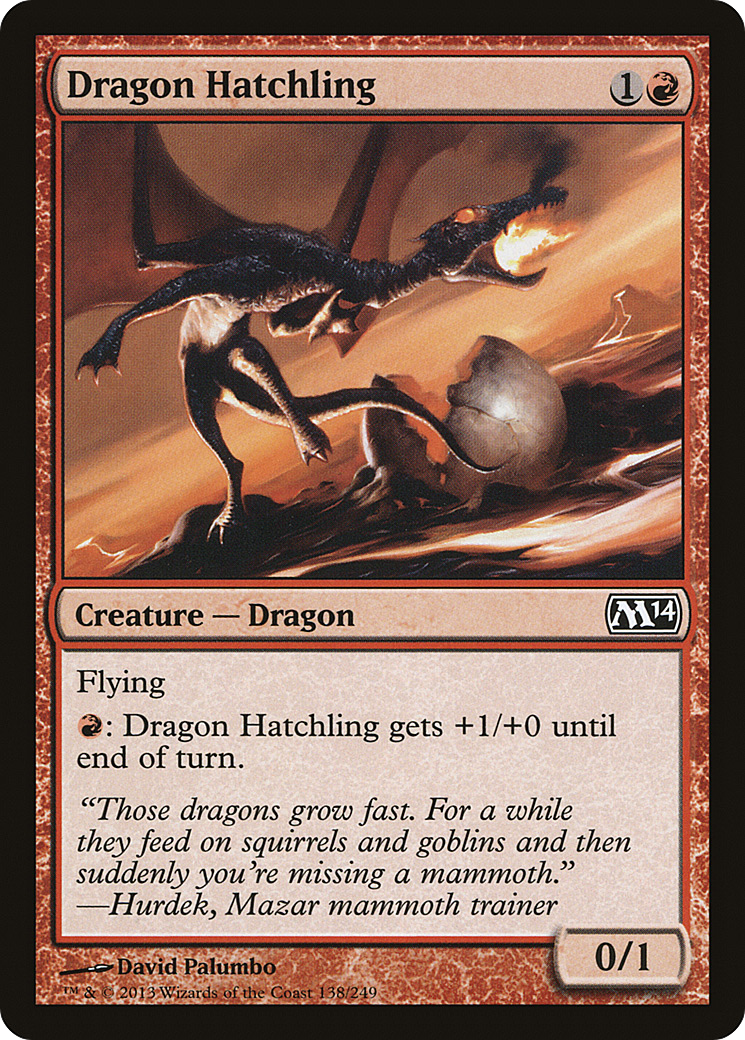 Dragon Hatchling 1
Creature — Dragon M14
Flying
: Dragon Hatchling gets +1/+0 until
end of turn.
“Those dragons grow fast. For a while
they feed on squirrels and goblins and then
suddenly you’re missing a mammoth.”
—Hurdek, Mazar mammoth trainer
0/1
David Palumbo
™ & © 2013 Wizards of the Coast 138/249